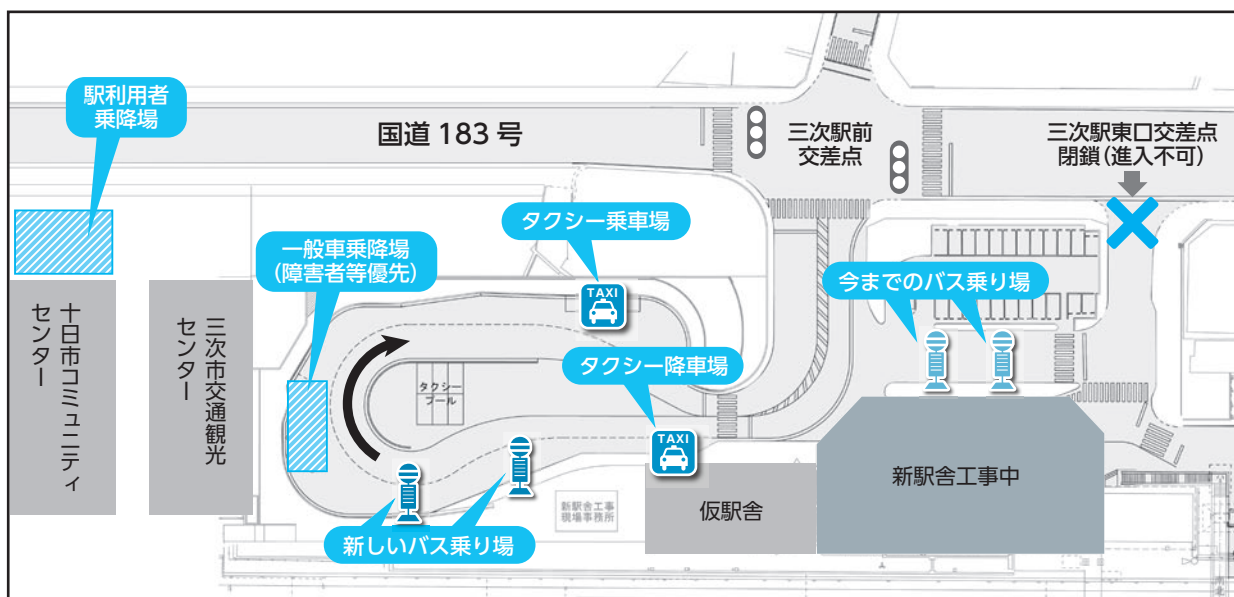 駅利用者
乗降場
国道 183 号
三次駅前
交差点
三次駅東口交差点
閉鎖(進入不可)
タクシー乗車場
TAXI
一般車乗降場
(障害者等優先)
今までのバス乗り場
タクシー降車場
TAXI
タクシー
プール
十日市コミュニティ
センター
三次市交通観光
センター
新しいバス乗り場
新駅舎工事
現場事務所
仮駅舎
新駅舎工事中